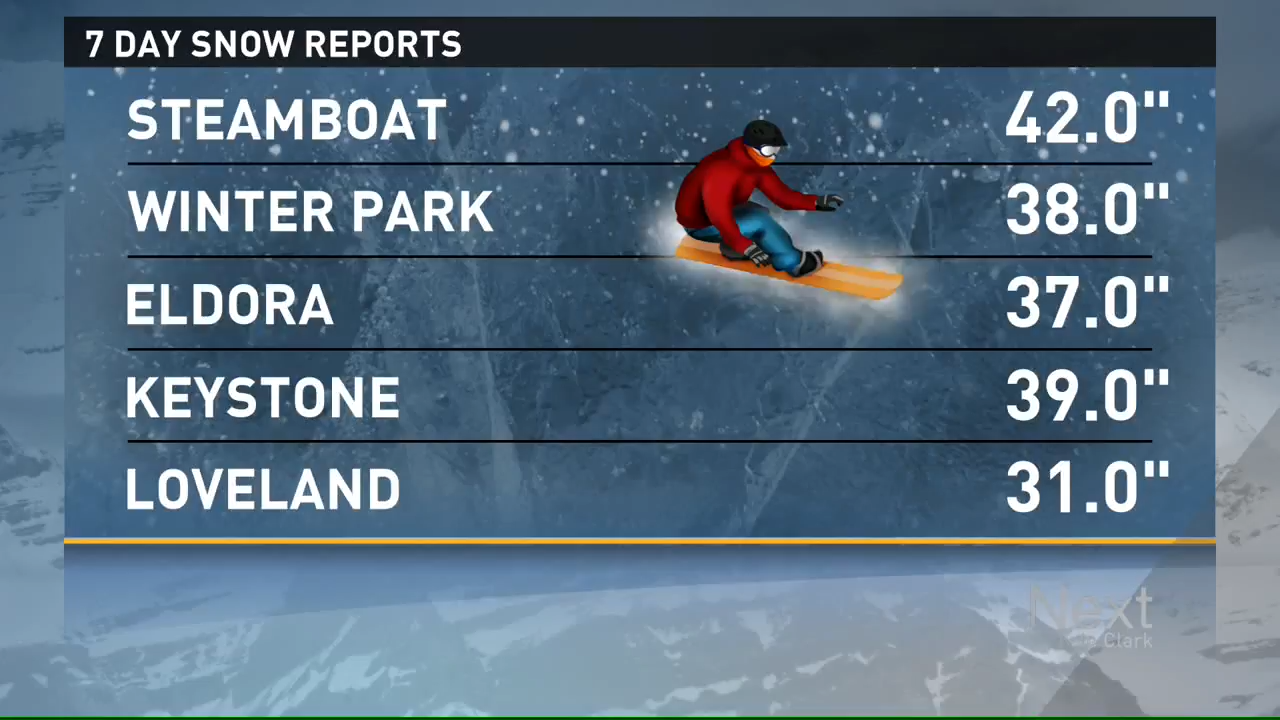 7 DAY SNOW REPORTS
STEAMBOAT 42.0"
WINTER PARK 38.0"
ELDORA 37.0"
KEYSTONE 39.0"
LOVELAND 31.0"
Next
Clark